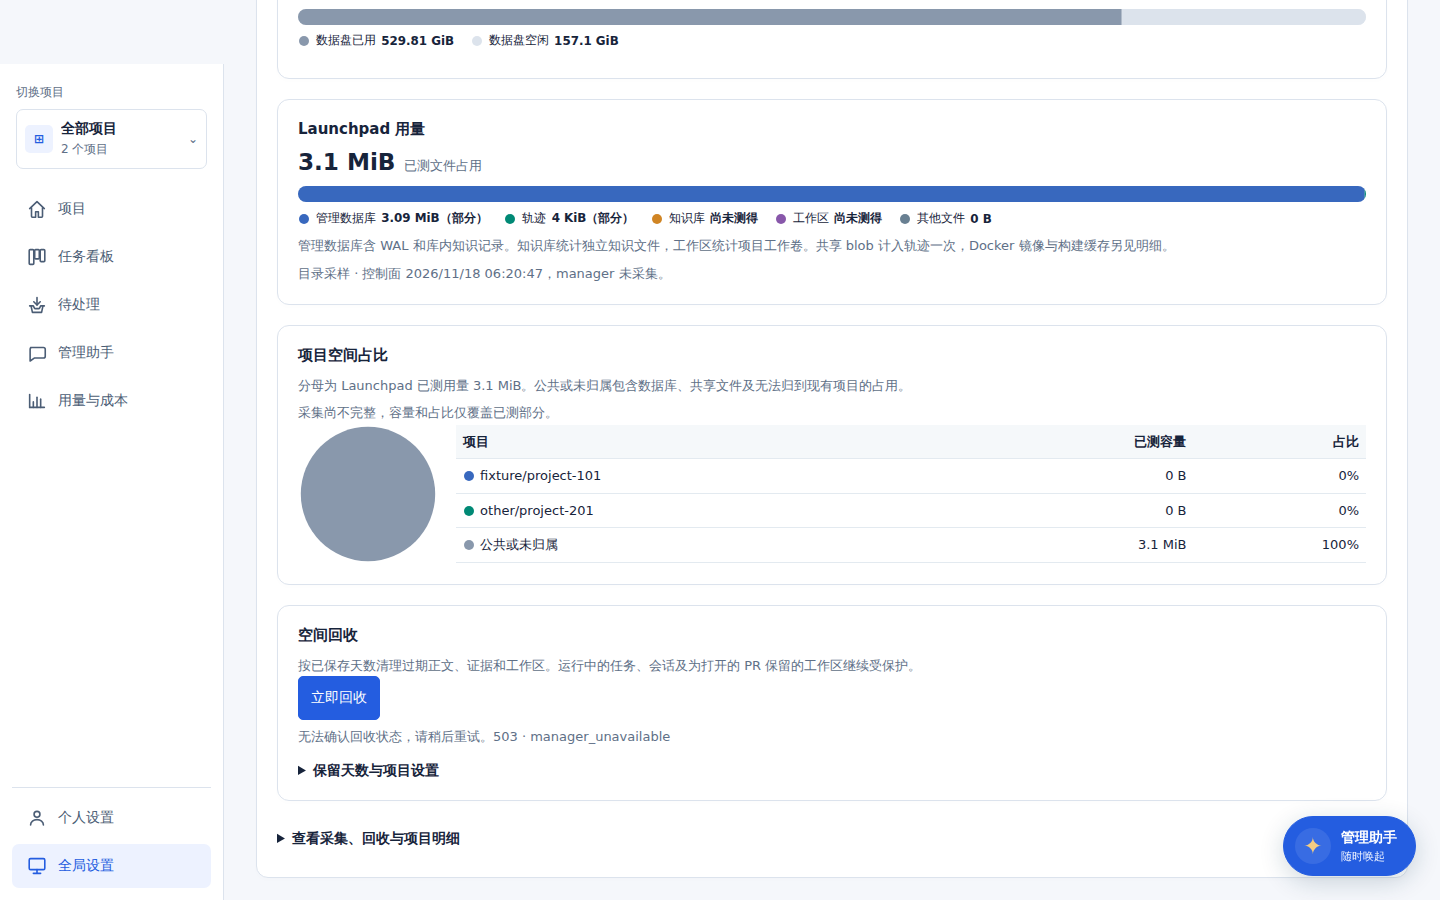 数据盘已用 529.81 GiB 数据盘空闲 157.1 GiB
切换项目
全部项目
2 个项目
项目
任务看板
待处理
管理助手
用量与成本
个人设置
全局设置
Launchpad 用量
3.1 MiB 已测文件占用
管理数据库 3.09 MiB（部分） 轨迹 4 KiB（部分） 知识库 尚未测得 工作区 尚未测得 其他文件 0 B
管理数据库含 WAL 和库内知识记录。知识库统计独立知识文件，工作区统计项目工作卷。共享 blob 计入轨迹一次，Docker 镜像与构建缓存另见明细。
目录采样 · 控制面 2026/11/18 06:20:47，manager 未采集。
项目空间占比
分母为 Launchpad 已测用量 3.1 MiB。公共或未归属包含数据库、共享文件及无法归到现有项目的占用。
采集尚不完整，容量和占比仅覆盖已测部分。
项目 已测容量 占比
fixture/project-101 0 B 0%
other/project-201 0 B 0%
公共或未归属 3.1 MiB 100%
空间回收
按已保存天数清理过期正文、证据和工作区。运行中的任务、会话及为打开的 PR 保留的工作区继续受保护。
立即回收
无法确认回收状态，请稍后重试。503 · manager_unavailable
保留天数与项目设置
查看采集、回收与项目明细
管理助手
随时唤起